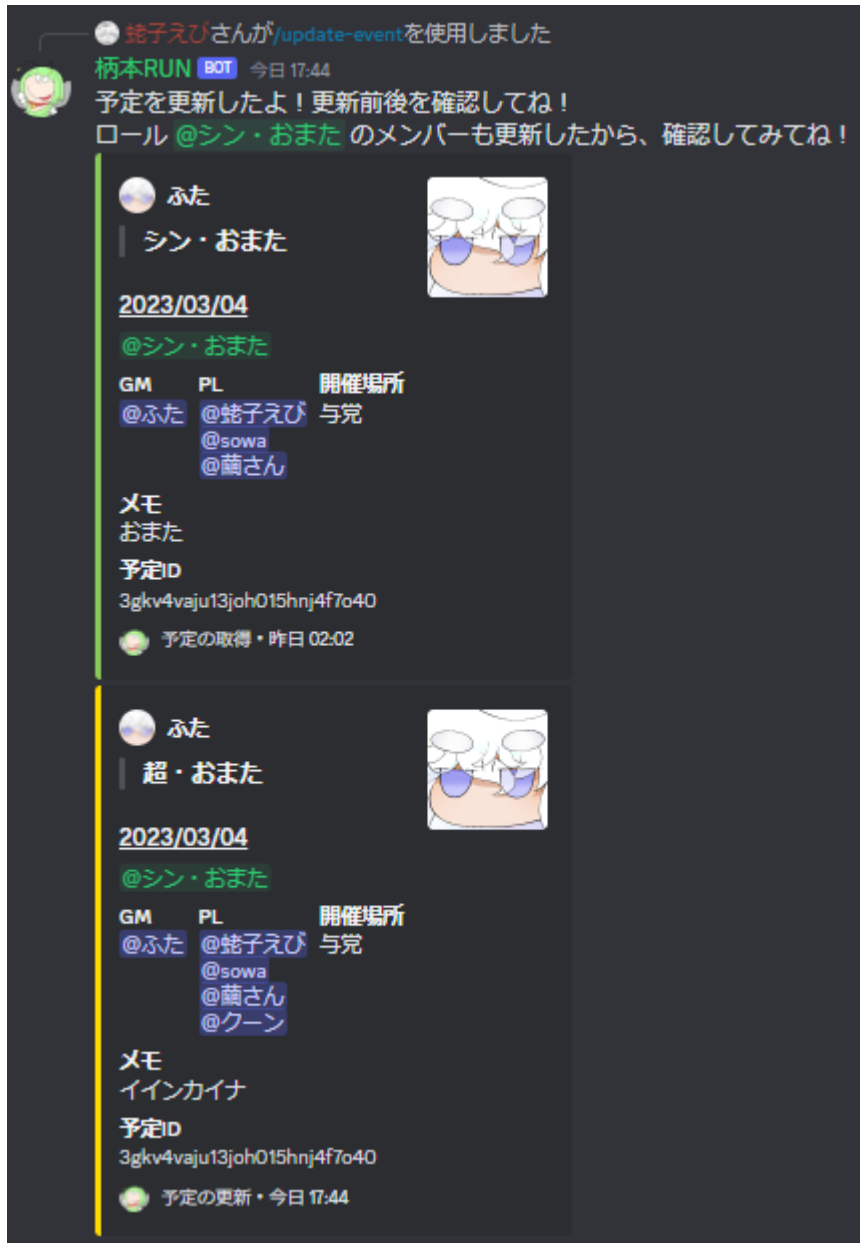 蛯子えびさんが/update-eventを使用しました
柄本RUN BOT 今日 17:44
予定を更新したよ！更新前後を確認してね！
ロール @シン・おまた のメンバーも更新したから、確認してみてね！
ふた
シン・おまた
2023/03/04
@シン・おまた
GM PL 開催場所
@ふた @蛯子えび 与党
@sowa
@繭さん
メモ
おまた
予定ID
3gkv4vaju13joh015hnj4f7o40
予定の取得・昨日 02:02
ふた
超・おまた
2023/03/04
@シン・おまた
GM PL 開催場所
@ふた @蛯子えび 与党
@sowa
@繭さん
@クーン
メモ
イインカイナ
予定ID
3gkv4vaju13joh015hnj4f7o40
予定の更新・今日 17:44